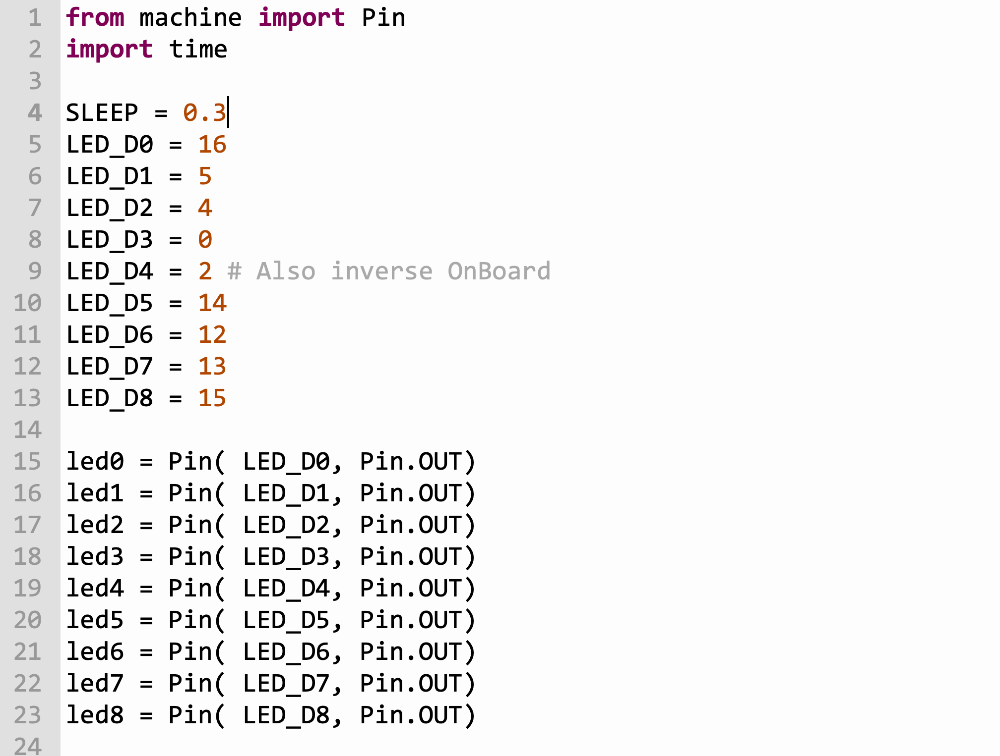 1 from machine import Pin
2 import time
3
4 SLEEP = 0.3
5 LED_D0 = 16
6 LED_D1 = 5
7 LED_D2 = 4
8 LED_D3 = 0
9 LED_D4 = 2 # Also inverse OnBoard
10 LED_D5 = 14
11 LED_D6 = 12
12 LED_D7 = 13
13 LED_D8 = 15
14
15 led0 = Pin( LED_D0, Pin.OUT)
16 led1 = Pin( LED_D1, Pin.OUT)
17 led2 = Pin( LED_D2, Pin.OUT)
18 led3 = Pin( LED_D3, Pin.OUT)
19 led4 = Pin( LED_D4, Pin.OUT)
20 led5 = Pin( LED_D5, Pin.OUT)
21 led6 = Pin( LED_D6, Pin.OUT)
22 led7 = Pin( LED_D7, Pin.OUT)
23 led8 = Pin( LED_D8, Pin.OUT)
24